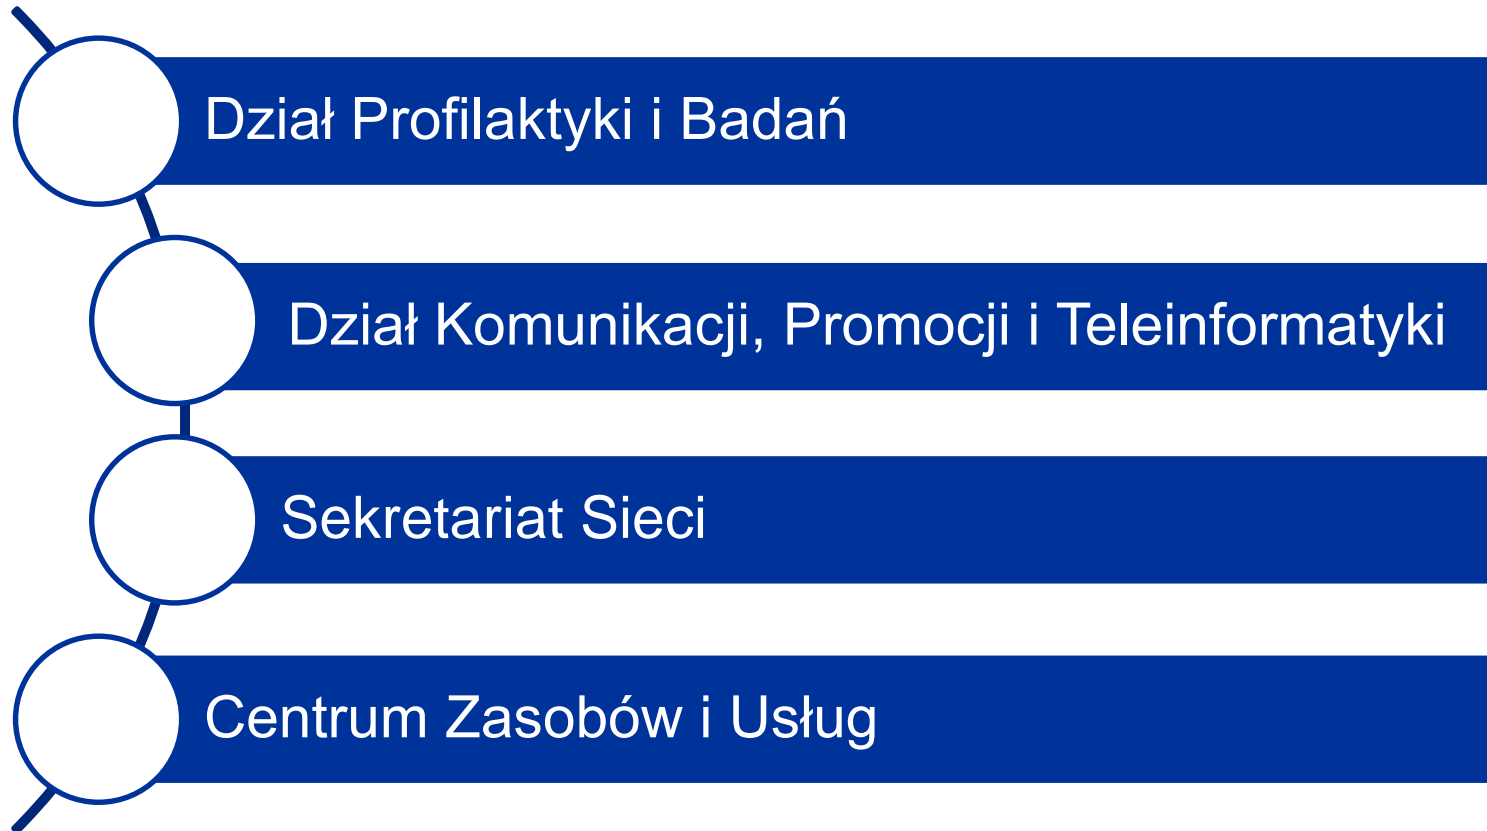 Dział Profilaktyki i Badań
Dział Komunikacji, Promocji i Teleinformatyki
Sekretariat Sieci
Centrum Zasobów i Usług